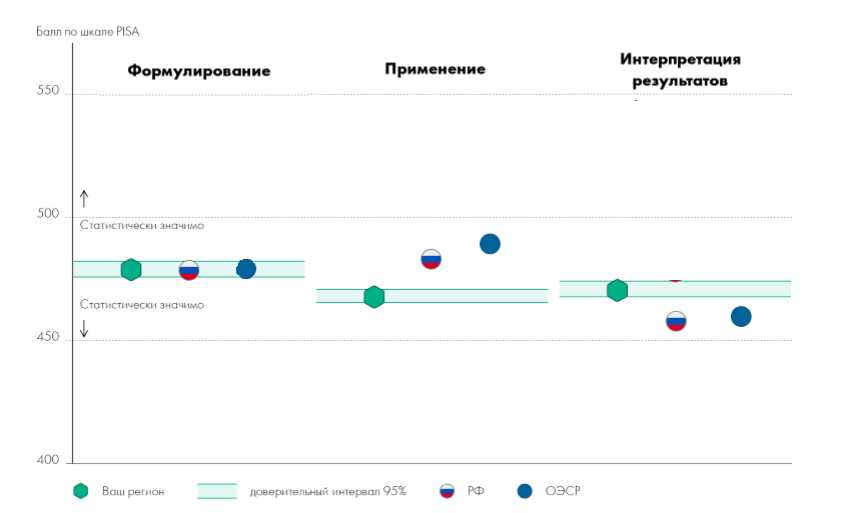 Балл по шкале PISA
Формулирование
Применение
Интерпретация
результатов
550
500
Статистически значимо
Статистически значимо
450
400
Ваш регион
доверительный интервал 95%
РФ
ОЭСР